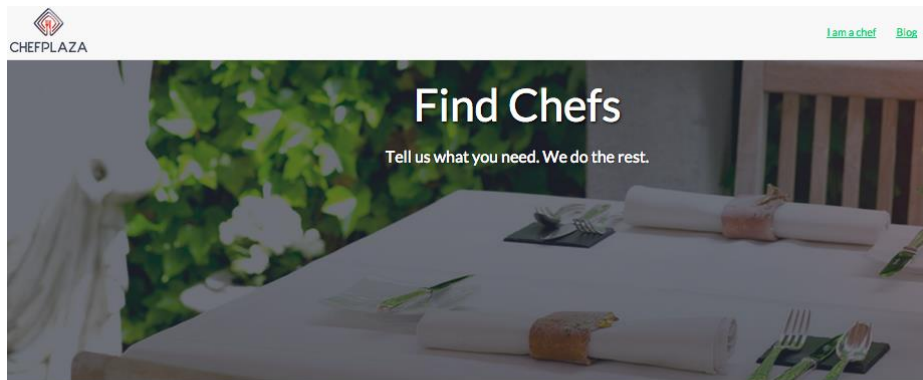 CHEFPLAZA
I am a chef Blog
Find Chefs
Tell us what you need. We do the rest.